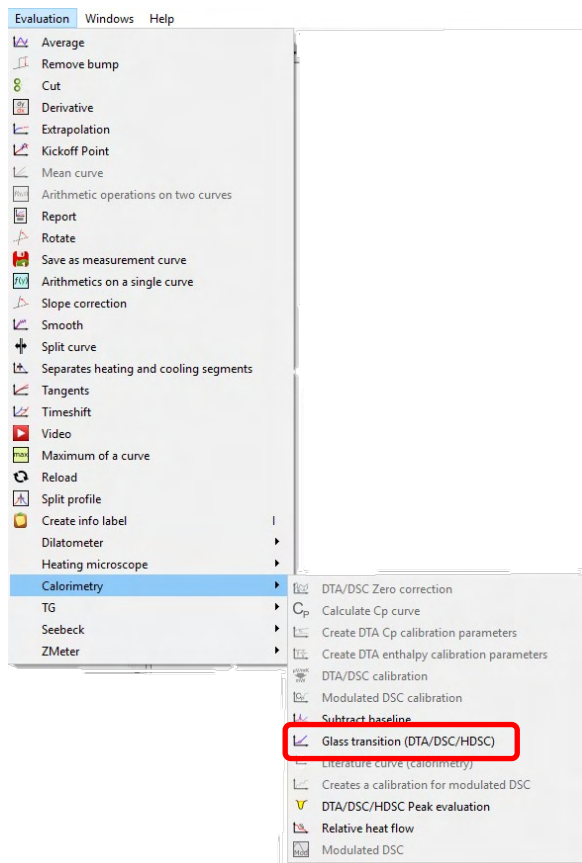 Evaluation Windows Help
Average
Remove bump
Cut
Derivative
Extrapolation
Kickoff Point
Mean curve
Arithmetic operations on two curves
Report
Rotate
Save as measurement curve
f(y) Arithmetics on a single curve
Slope correction
Smooth
Split curve
Separates heating and cooling segments
Tangents
Timeshift
Video
max Maximum of a curve
Reload
Split profile
Create info label I
Dilatometer
Heating microscope
Calorimetry
TG
Seebeck
ZMeter
DTA/DSC Zero correction
CP Calculate Cp curve
Create DTA Cp calibration parameters
Create DTA enthalpy calibration parameters
DTA/DSC calibration
Modulated DSC calibration
Subtract baseline
Glass transition (DTA/DSC/HDSC)
Literature curve (calorimetry)
Creates a calibration for modulated DSC
DTA/DSC/HDSC Peak evaluation
Relative heat flow
Mod Modulated DSC